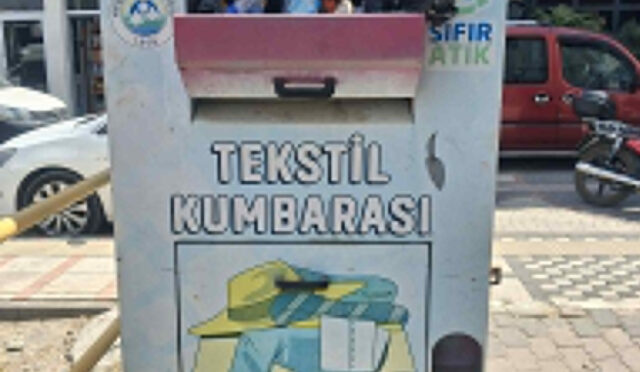 SIFIR
ATIK
TEKSTİL
KUMBARASI